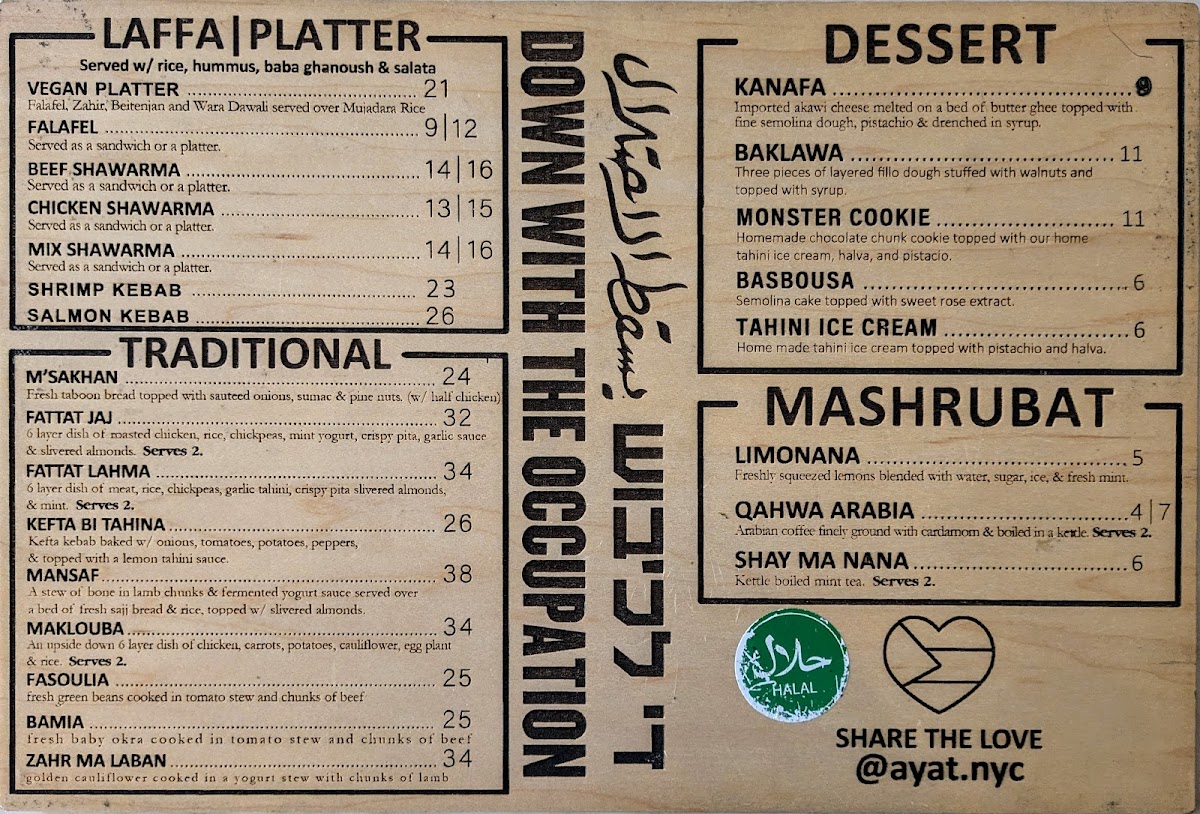 LAFFA|PLATTER
Served w/ rice, hummus, baba ghanoush & salata
VEGAN PLATTER ........ 21
Falafel, Zahir, Beitenjan and Wara Dawali served over Mujadara Rice
FALAFEL ........ 9|12
Served as a sandwich or a platter.
BEEF SHAWARMA ........ 14|16
Served as a sandwich or a platter.
CHICKEN SHAWARMA ........ 13|15
Served as a sandwich or a platter.
MIX SHAWARMA ........ 14|16
Served as a sandwich or a platter.
SHRIMP KEBAB ........ 23
SALMON KEBAB ........ 26
TRADITIONAL
M'SAKHAN ........ 24
Fresh taboon bread topped with sauteed onions, sumac & pine nuts. (w/ half chicken)
FATTAT JAJ ........ 32
6 layer dish of roasted chicken, rice, chickpeas, mint yogurt, crispy pita, garlic sauce
& slivered almonds. Serves 2.
FATTAT LAHMA ........ 34
6 layer dish of meat, rice, chickpeas, garlic tahini, crispy pita slivered almonds,
& mint. Serves 2.
KEFTA BI TAHINA ........ 26
Kefta kebab baked w/ onions, tomatoes, potatoes, peppers,
& topped with a lemon tahini sauce.
MANSAF ........ 38
A stew of bone in lamb chunks & fermented yogurt sauce served over
a bed of fresh sajj bread & rice, topped w/ slivered almonds.
MAKLOUBA ........ 34
An upside down 6 layer dish of chicken, carrots, potatoes, cauliflower, egg plant
& rice. Serves 2.
FASOULIA ........ 25
fresh green beans cooked in tomato stew and chunks of beef
BAMIA ........ 25
fresh baby okra cooked in tomato stew and chunks of beef
ZAHR MA LABAN ........ 34
golden cauliflower cooked in a yogurt stew with chunks of lamb
DOWN WITH THE OCCUPATION
يسقط الاحتلال
די לכיבוש
DESSERT
KANAFA ........ 9
Imported akawi cheese melted on a bed of butter ghee topped with
fine semolina dough, pistachio & drenched in syrup.
BAKLAWA ........ 11
Three pieces of layered fillo dough stuffed with walnuts and
topped with syrup.
MONSTER COOKIE ........ 11
Homemade chocolate chunk cookie topped with our home
tahini ice cream, halva, and pistacio.
BASBOUSA ........ 6
Semolina cake topped with sweet rose extract.
TAHINI ICE CREAM ........ 6
Home made tahini ice cream topped with pistachio and halva.
MASHRUBAT
LIMONANA ........ 5
Freshly squeezed lemons blended with water, sugar, ice, & fresh mint.
QAHWA ARABIA ........ 4|7
Arabian coffee finely ground with cardamom & boiled in a kettle. Serves 2.
SHAY MA NANA ........ 6
Kettle boiled mint tea. Serves 2.
حلال
HALAL
SHARE THE LOVE
@ayat.nyc